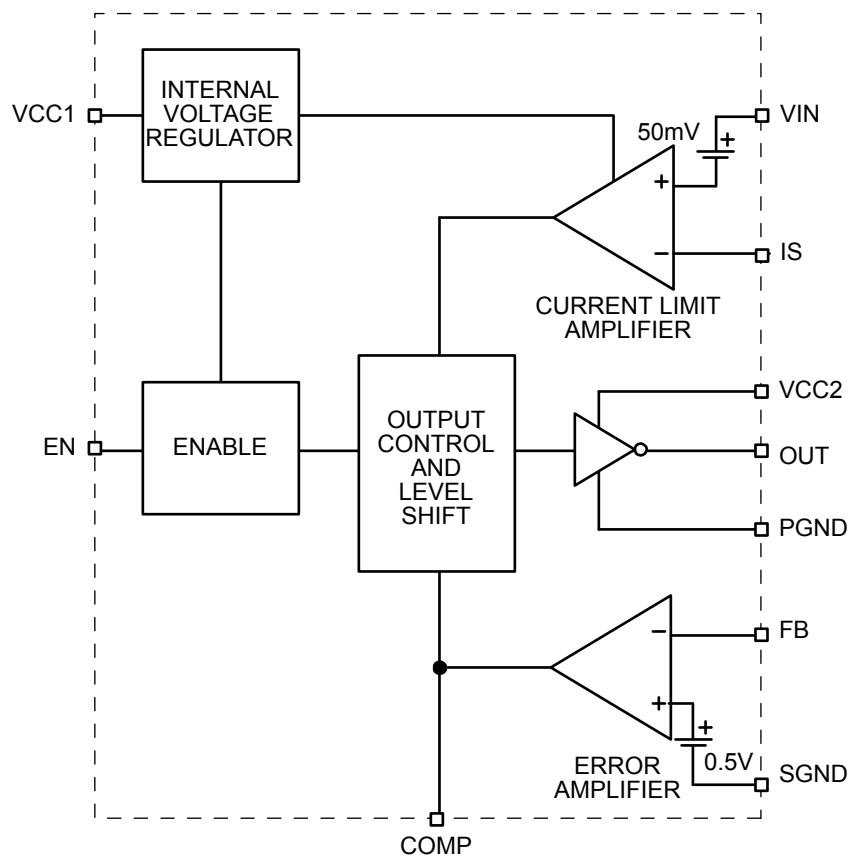 INTERNAL
VOLTAGE
REGULATOR
VCC1
50mV
+
VIN
+
−
IS
CURRENT LIMIT
AMPLIFIER
VCC2
EN
ENABLE
OUTPUT
CONTROL
AND
LEVEL
SHIFT
OUT
PGND
−
FB
+
+
0.5V
ERROR
AMPLIFIER
SGND
COMP